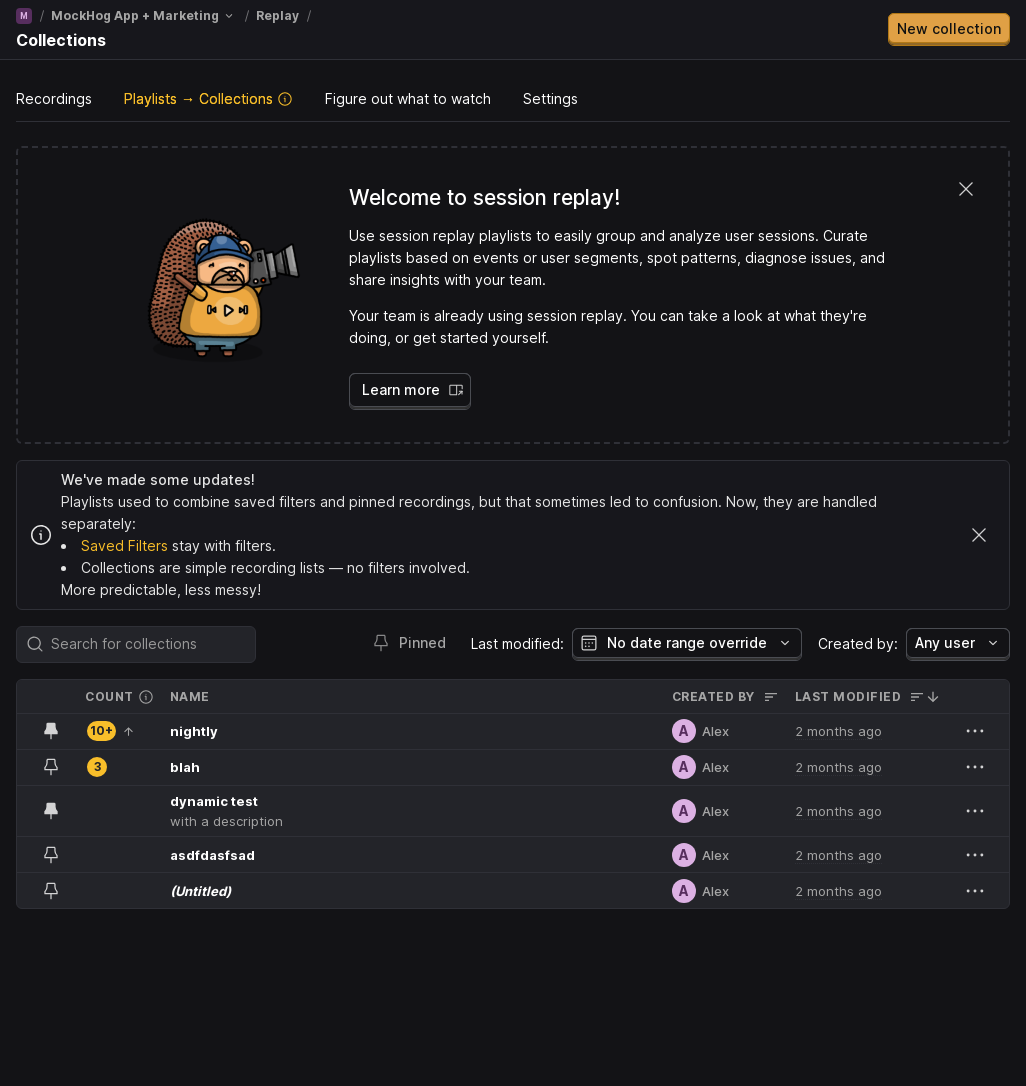 M / MockHog App + Marketing / Replay /
Collections
New collection
Recordings
Playlists → Collections
Figure out what to watch
Settings
Welcome to session replay!
Use session replay playlists to easily group and analyze user sessions. Curate
playlists based on events or user segments, spot patterns, diagnose issues, and
share insights with your team.
Your team is already using session replay. You can take a look at what they're
doing, or get started yourself.
Learn more
We've made some updates!
Playlists used to combine saved filters and pinned recordings, but that sometimes led to confusion. Now, they are handled
separately:
• Saved Filters stay with filters.
• Collections are simple recording lists — no filters involved.
More predictable, less messy!
Search for collections
Pinned
Last modified:
No date range override
Created by:
Any user
COUNT NAME CREATED BY LAST MODIFIED
10+ nightly A Alex 2 months ago
3 blah A Alex 2 months ago
dynamic test
with a description
A Alex 2 months ago
asdfdasfsad A Alex 2 months ago
(Untitled) A Alex 2 months ago